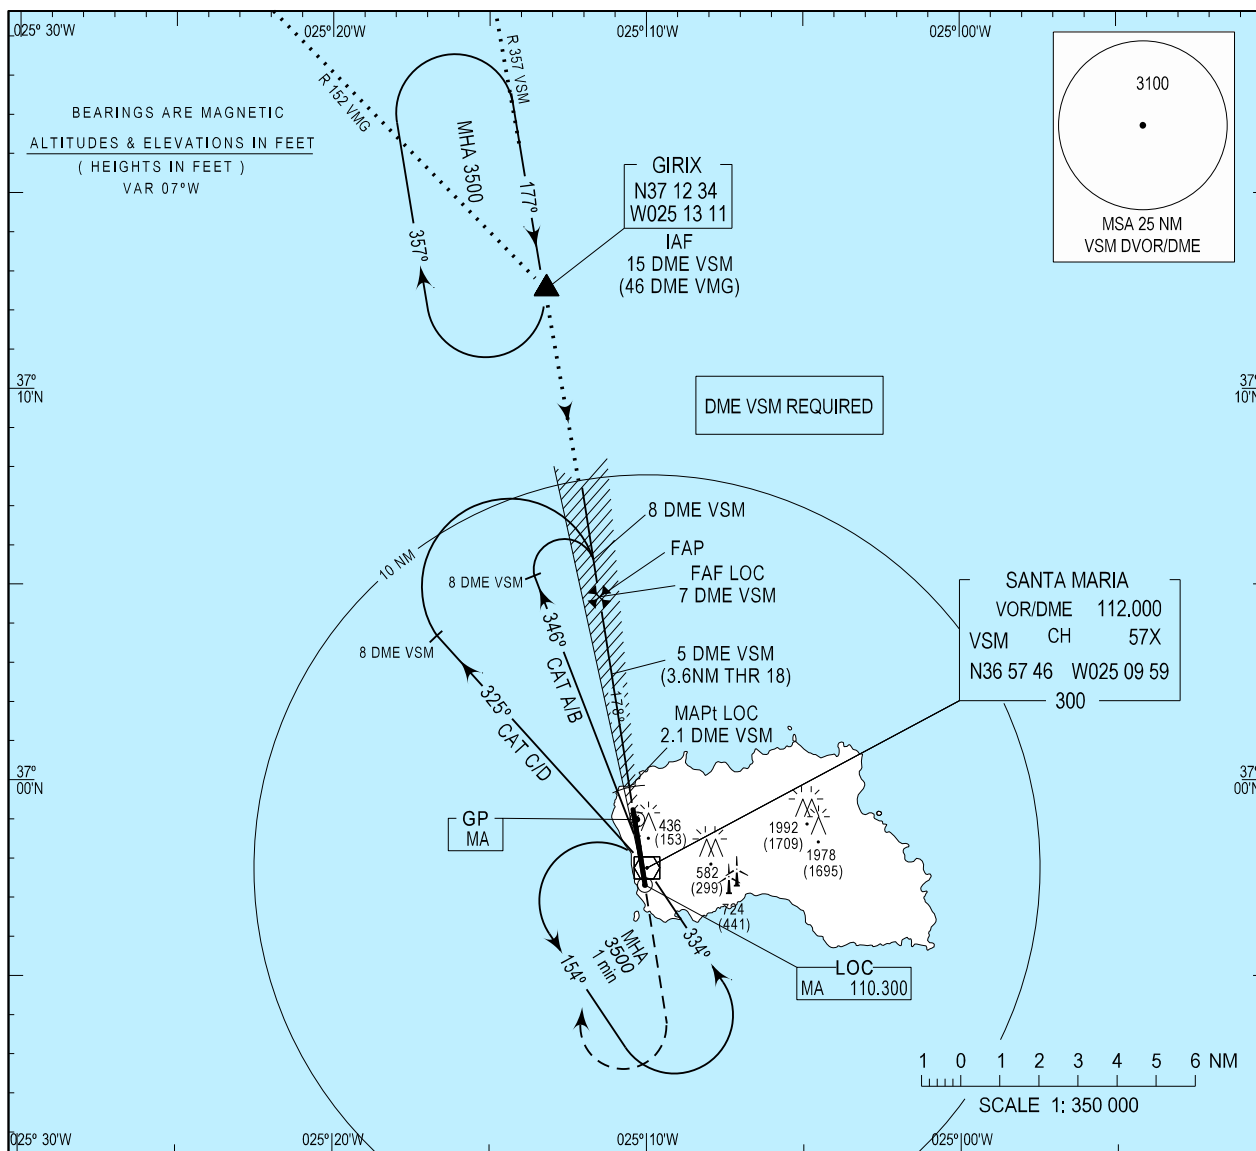 025° 30'W
025°20'W
025°10'W
025°00'W
BEARINGS ARE MAGNETIC
ALTITUDES & ELEVATIONS IN FEET
( HEIGHTS IN FEET )
VAR 07°W
R 152 VMG
R 357 VSM
MHA 3500
177°
357°
GIRIX
N37 12 34
W025 13 11
IAF
15 DME VSM
(46 DME VMG)
3100
MSA 25 NM
VSM DVOR/DME
37°
10'N
37°
10'N
DME VSM REQUIRED
10 NM
8 DME VSM
FAP
FAF LOC
7 DME VSM
8 DME VSM
8 DME VSM
346° CAT A/B
325° CAT C/D
178°
5 DME VSM
(3.6NM THR 18)
MAPt LOC
2.1 DME VSM
SANTA MARIA
VOR/DME 112.000
VSM CH 57X
N36 57 46 W025 09 59
300
37°
00'N
37°
00'N
GP
MA
436
(153)
582
(299)
724
(441)
1992
(1709)
1978
(1695)
MHA
3500
1 min
154°
334°
LOC
MA 110.300
1 0 1 2 3 4 5 6 NM
SCALE 1: 350 000
025° 30'W
025°20'W
025°10'W
025°00'W